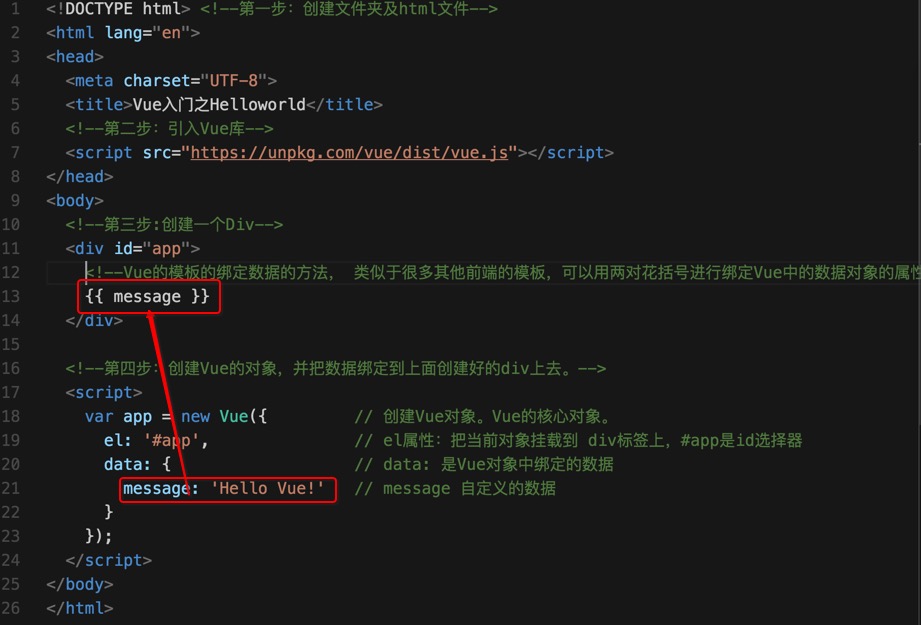 1 <!DOCTYPE html> <!--第一步：创建文件夹及html文件-->
2 <html lang="en">
3 <head>
4 <meta charset="UTF-8">
5 <title>Vue入门之Helloworld</title>
6 <!--第二步：引入Vue库-->
7 <script src="https://unpkg.com/vue/dist/vue.js"></script>
8 </head>
9 <body>
10 <!--第三步:创建一个Div-->
11 <div id="app">
12 <!--Vue的模板的绑定数据的方法， 类似于很多其他前端的模板，可以用两对花括号进行绑定Vue中的数据对象的属性
13 {{ message }}
14 </div>
15
16 <!--第四步：创建Vue的对象，并把数据绑定到上面创建好的div上去。-->
17 <script>
18 var app = new Vue({ // 创建Vue对象。Vue的核心对象。
19 el: '#app', // el属性：把当前对象挂载到 div标签上，#app是id选择器
20 data: { // data: 是Vue对象中绑定的数据
21 message: 'Hello Vue!' // message 自定义的数据
22 }
23 });
24 </script>
25 </body>
26 </html>